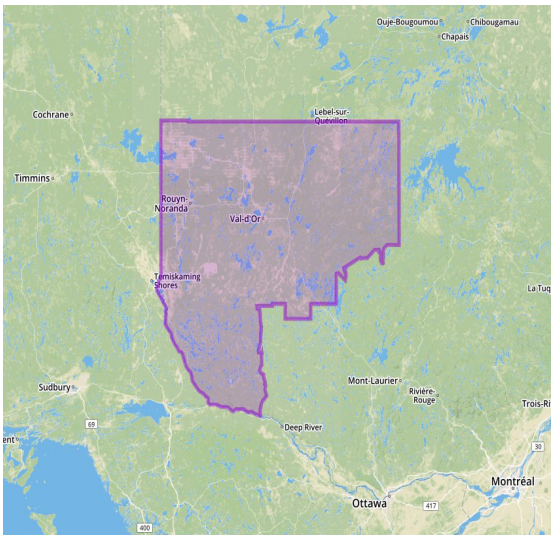 Ouje-Bougoumou
Chibougamau
Chapais
Cochrane
Lebel-sur-
Quévillon
Timmins
Rouyn-
Noranda
Val-d'Or
Temiskaming
Shores
La Tuq
Sudbury
Mont-Laurier
Rivière-
Rouge
Trois-Ri
69
Deep River
ent
30
Montréal
Ottawa
417
400